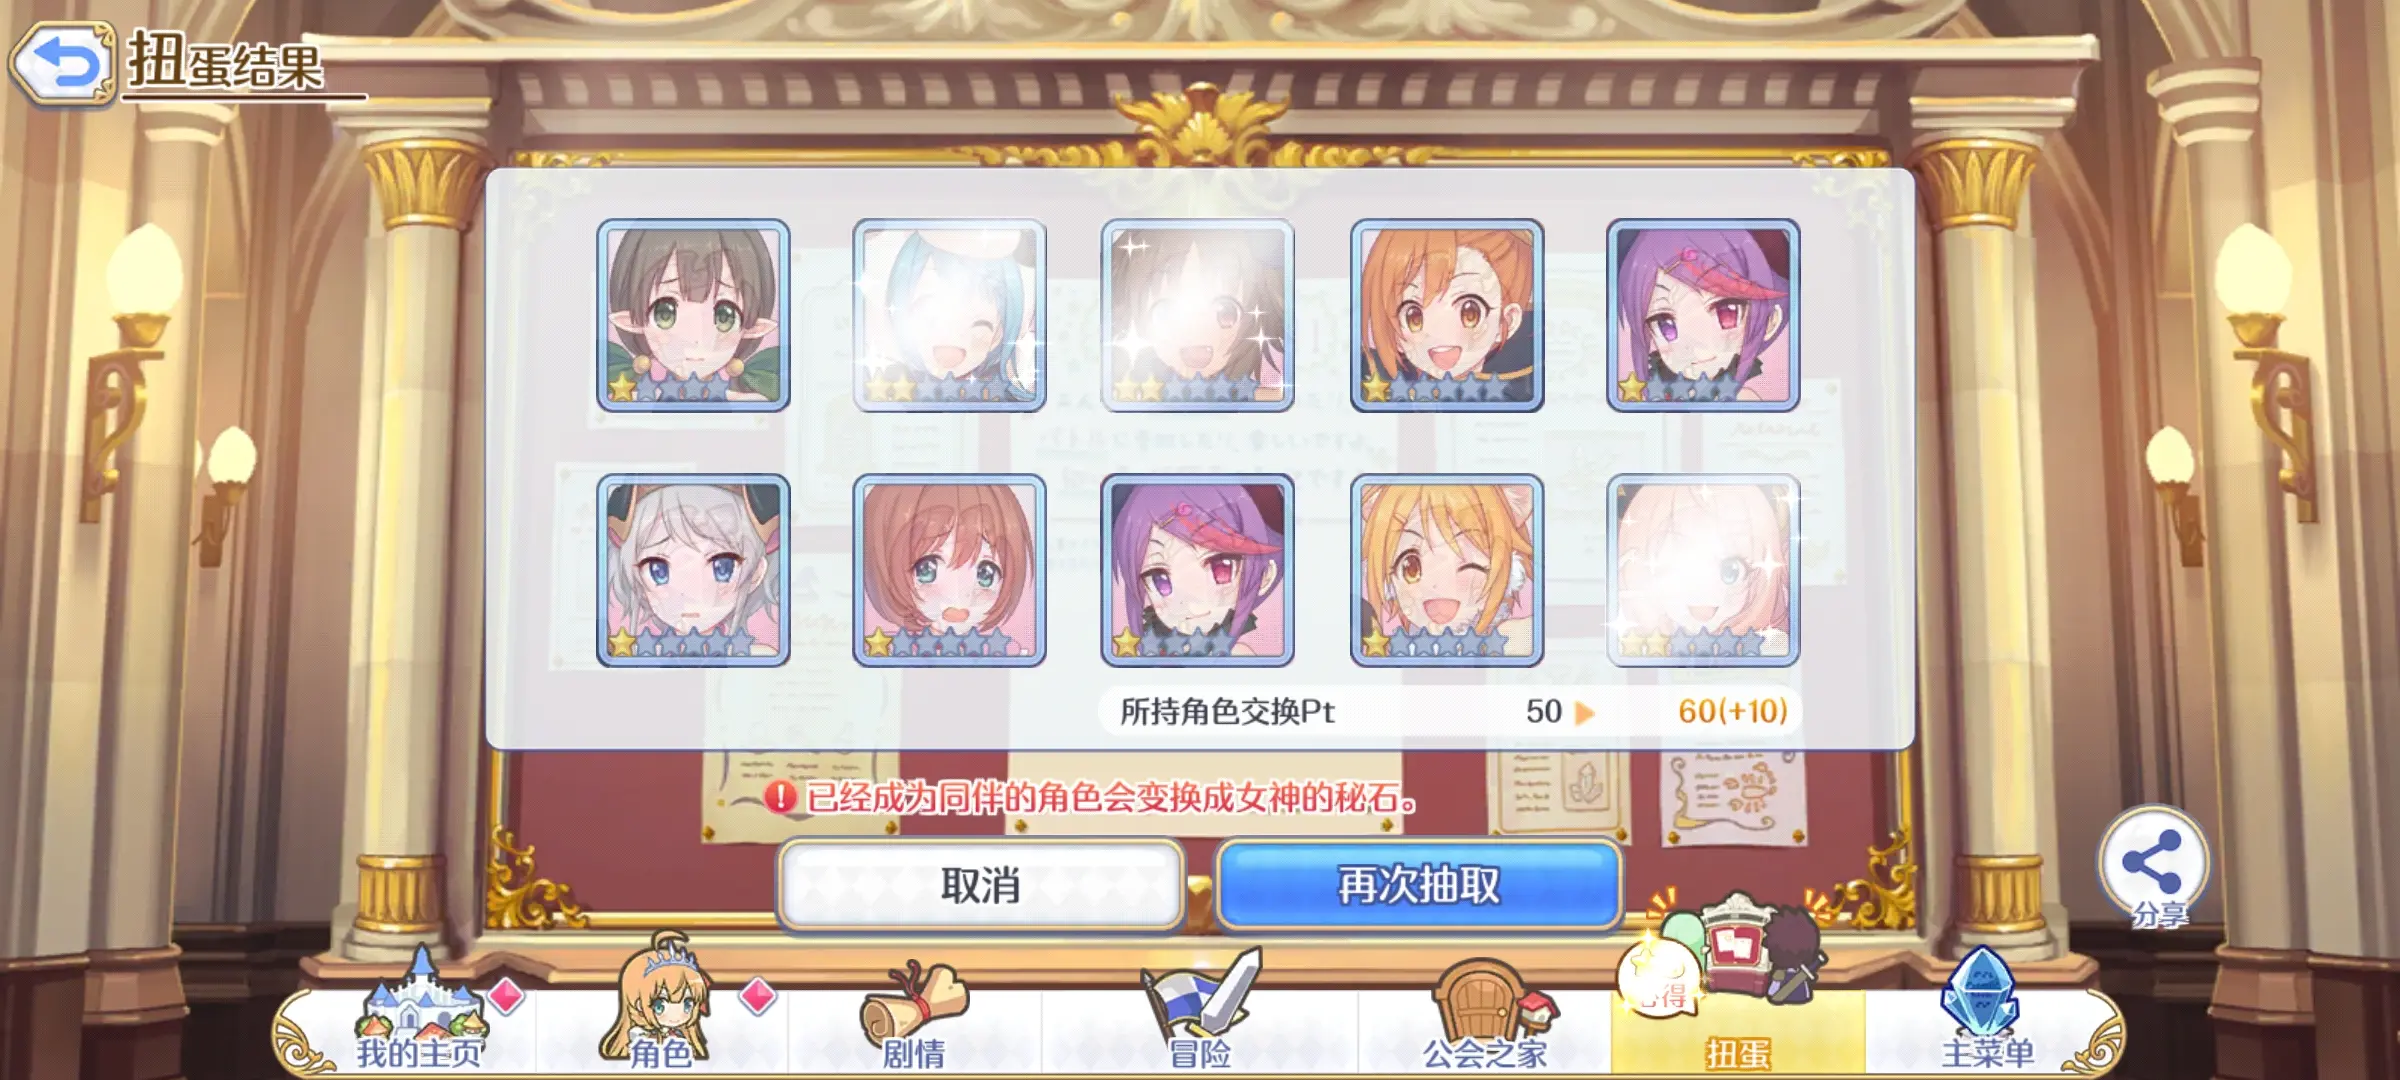 扭蛋结果
所持角色交换Pt 50 60(+10)
已经成为同伴的角色会变换成女神的秘石。
取消
再次抽取
分享
我的主页
角色
剧情
冒险
公会之家
扭蛋
主菜单